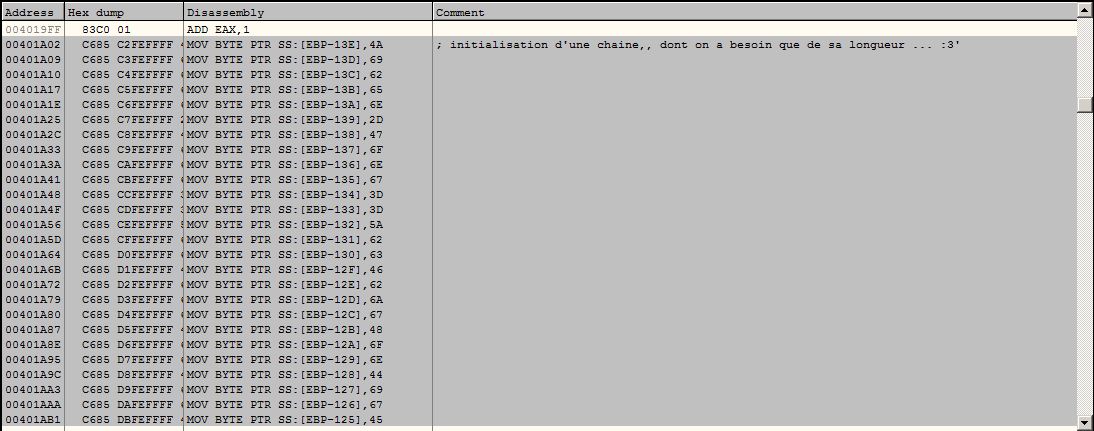 Address Hex dump Disassembly Comment
004019FF 83C0 01 ADD EAX,1
00401A02 C685 C2FEFFFF 4 MOV BYTE PTR SS:[EBP-13E],4A ; initialisation d'une chaine,, dont on a besoin que de sa longueur ... :3'
00401A09 C685 C3FEFFFF MOV BYTE PTR SS:[EBP-13D],69
00401A10 C685 C4FEFFFF MOV BYTE PTR SS:[EBP-13C],62
00401A17 C685 C5FEFFFF MOV BYTE PTR SS:[EBP-13B],65
00401A1E C685 C6FEFFFF MOV BYTE PTR SS:[EBP-13A],6E
00401A25 C685 C7FEFFFF 2 MOV BYTE PTR SS:[EBP-139],2D
00401A2C C685 C8FEFFFF 4 MOV BYTE PTR SS:[EBP-138],47
00401A33 C685 C9FEFFFF MOV BYTE PTR SS:[EBP-137],6F
00401A3A C685 CAFEFFFF MOV BYTE PTR SS:[EBP-136],6E
00401A41 C685 CBFEFFFF MOV BYTE PTR SS:[EBP-135],67
00401A48 C685 CCFEFFFF 3 MOV BYTE PTR SS:[EBP-134],3D
00401A4F C685 CDFEFFFF 3 MOV BYTE PTR SS:[EBP-133],3D
00401A56 C685 CEFEFFFF 5 MOV BYTE PTR SS:[EBP-132],5A
00401A5D C685 CFFEFFFF MOV BYTE PTR SS:[EBP-131],62
00401A64 C685 D0FEFFFF MOV BYTE PTR SS:[EBP-130],63
00401A6B C685 D1FEFFFF 4 MOV BYTE PTR SS:[EBP-12F],46
00401A72 C685 D2FEFFFF MOV BYTE PTR SS:[EBP-12E],62
00401A79 C685 D3FEFFFF MOV BYTE PTR SS:[EBP-12D],6A
00401A80 C685 D4FEFFFF MOV BYTE PTR SS:[EBP-12C],67
00401A87 C685 D5FEFFFF 4 MOV BYTE PTR SS:[EBP-12B],48
00401A8E C685 D6FEFFFF MOV BYTE PTR SS:[EBP-12A],6F
00401A95 C685 D7FEFFFF MOV BYTE PTR SS:[EBP-129],6E
00401A9C C685 D8FEFFFF 4 MOV BYTE PTR SS:[EBP-128],44
00401AA3 C685 D9FEFFFF MOV BYTE PTR SS:[EBP-127],69
00401AAA C685 DAFEFFFF MOV BYTE PTR SS:[EBP-126],67
00401AB1 C685 DBFEFFFF 4 MOV BYTE PTR SS:[EBP-125],45